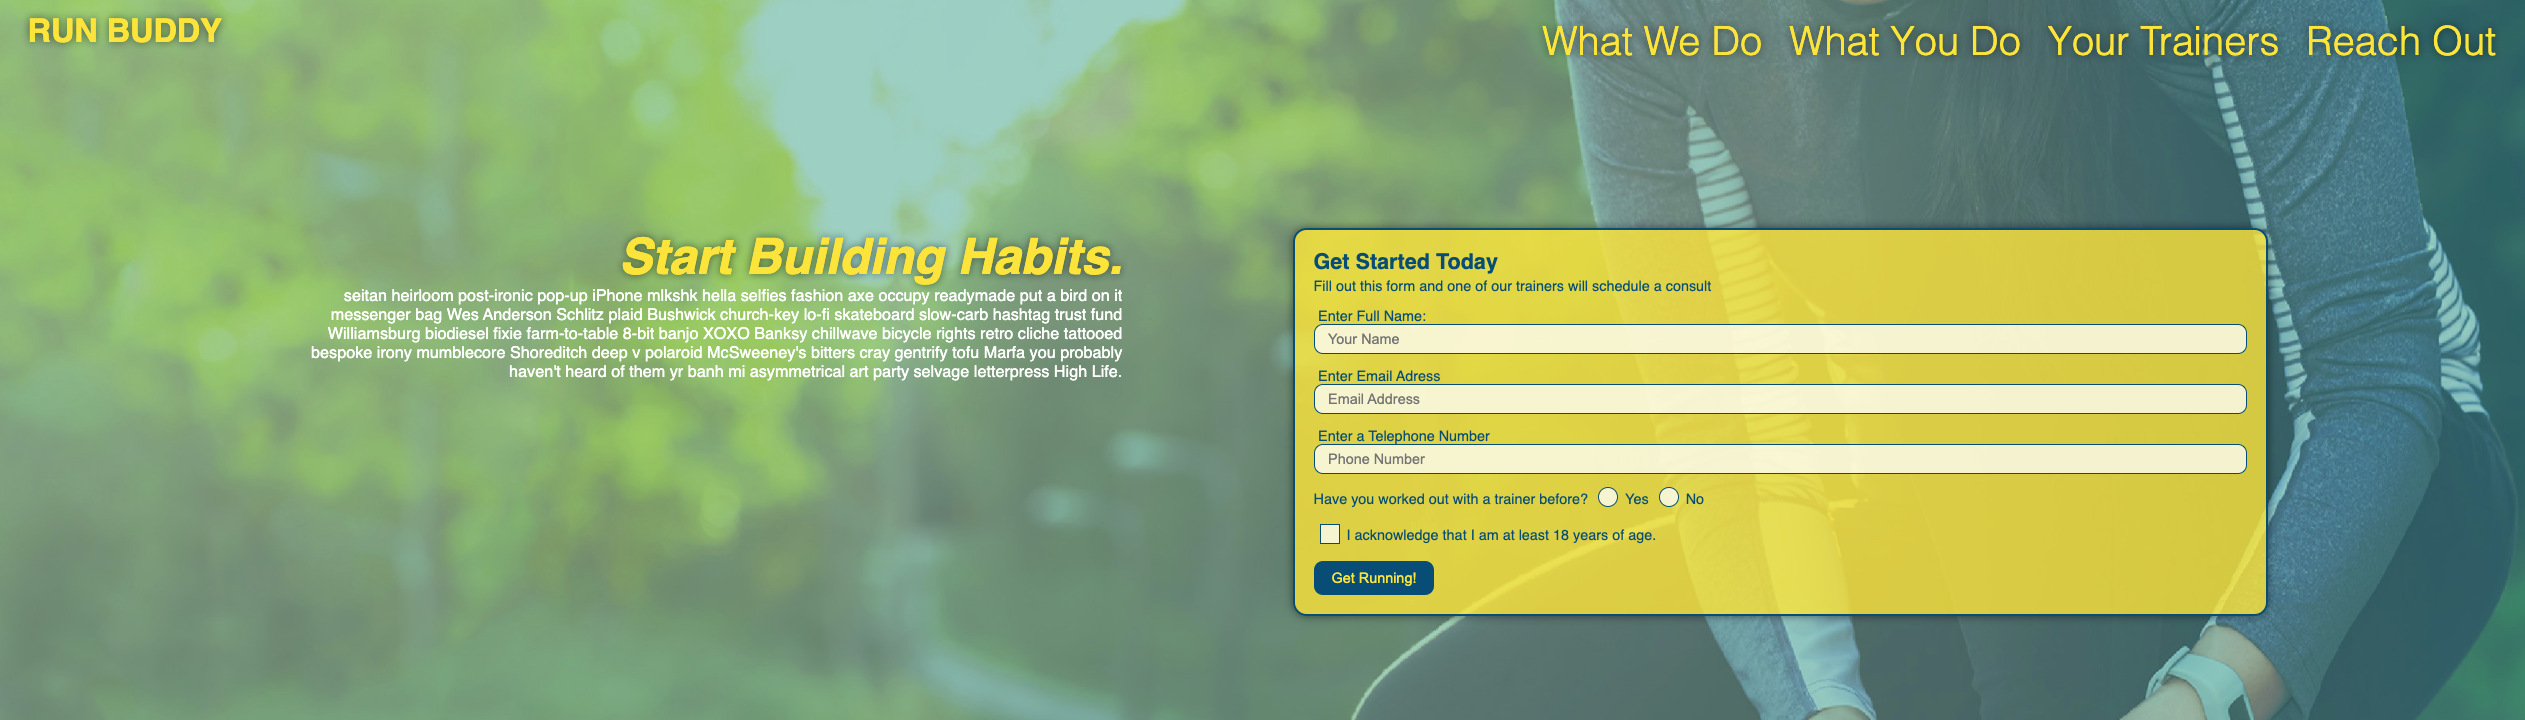 RUN BUDDY
What We Do What You Do Your Trainers Reach Out
Start Building Habits.
seitan heirloom post-ironic pop-up iPhone mlkshk hella selfies fashion axe occupy readymade put a bird on it
messenger bag Wes Anderson Schlitz plaid Bushwick church-key lo-fi skateboard slow-carb hashtag trust fund
Williamsburg biodiesel fixie farm-to-table 8-bit banjo XOXO Banksy chillwave bicycle rights retro cliche tattooed
bespoke irony mumblecore Shoreditch deep v polaroid McSweeney's bitters cray gentrify tofu Marfa you probably
haven't heard of them yr banh mi asymmetrical art party selvage letterpress High Life.
Get Started Today
Fill out this form and one of our trainers will schedule a consult
Enter Full Name:
Your Name
Enter Email Adress
Email Address
Enter a Telephone Number
Phone Number
Have you worked out with a trainer before? Yes No
I acknowledge that I am at least 18 years of age.
Get Running!